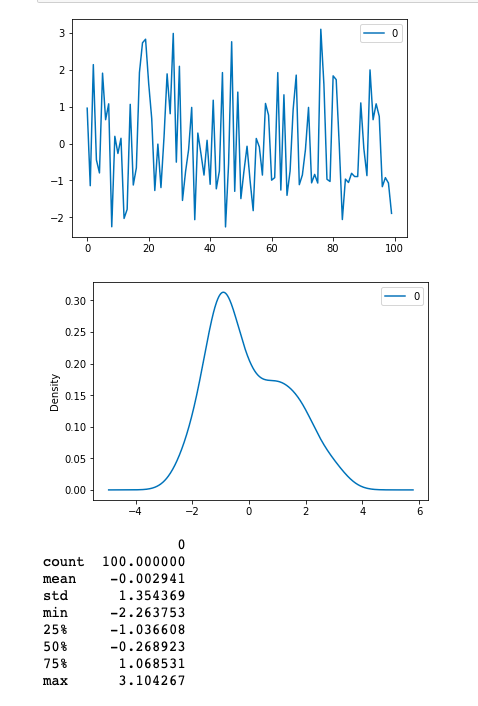 3
2
1
0
−1
−2
0
0 20 40 60 80 100
0.30
0.25
0.20
0.15
0.10
0.05
0.00
Density
0
−4 −2 0 2 4 6
0
count 100.000000
mean -0.002941
std 1.354369
min -2.263753
25% -1.036608
50% -0.268923
75% 1.068531
max 3.104267